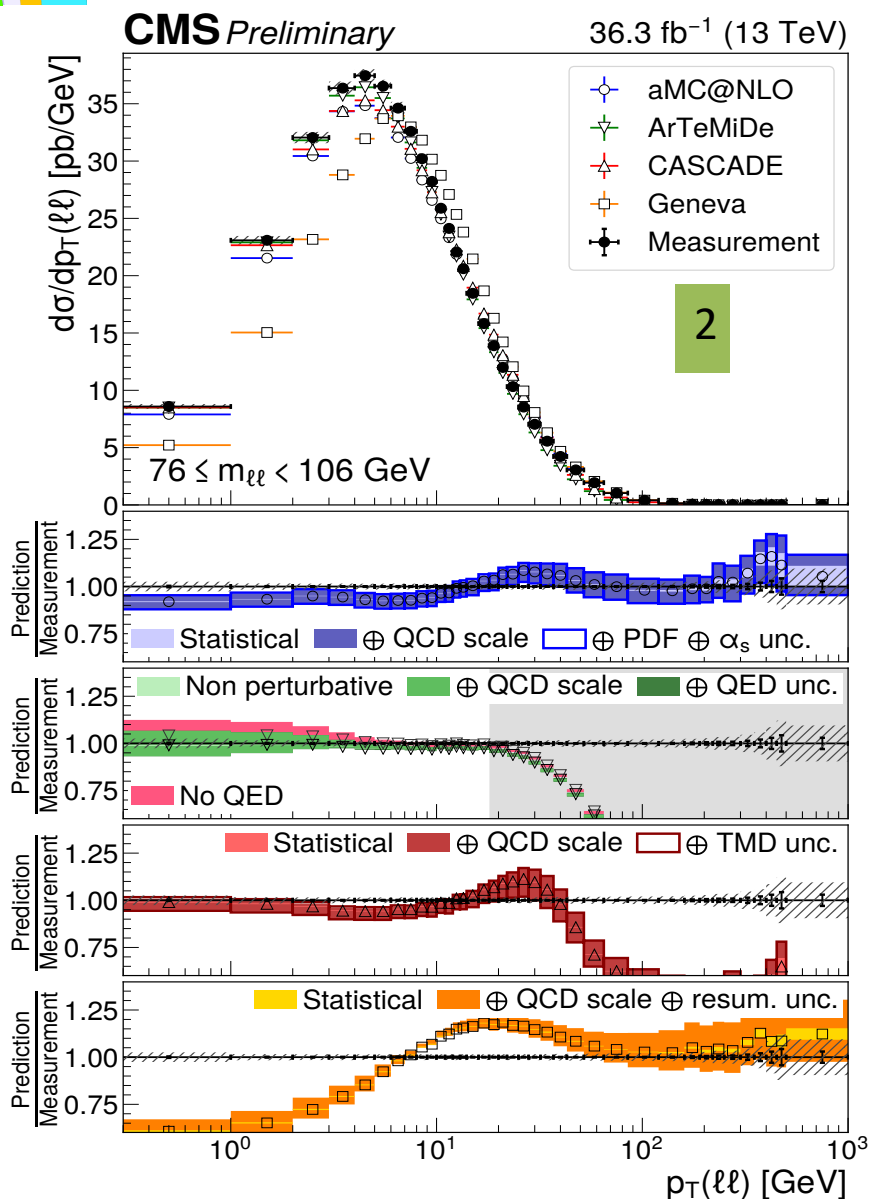 CMS Preliminary 36.3 fb⁻¹ (13 TeV)
dσ/dp_T(ℓℓ) [pb/GeV]
35
30
25
20
15
10
5
0
aMC@NLO
ArTeMiDe
CASCADE
Geneva
Measurement
2
76 ≤ m_ℓℓ < 106 GeV
Prediction
Measurement
1.25
1.00
0.75
Statistical ⊕ QCD scale ⊕ PDF ⊕ α_s unc.
Prediction
Measurement
1.25
1.00
0.75
Non perturbative ⊕ QCD scale ⊕ QED unc.
No QED
Prediction
Measurement
1.25
1.00
0.75
Statistical ⊕ QCD scale ⊕ TMD unc.
Prediction
Measurement
1.25
1.00
0.75
Statistical ⊕ QCD scale ⊕ resum. unc.
10⁰ 10¹ 10² 10³
p_T(ℓℓ) [GeV]